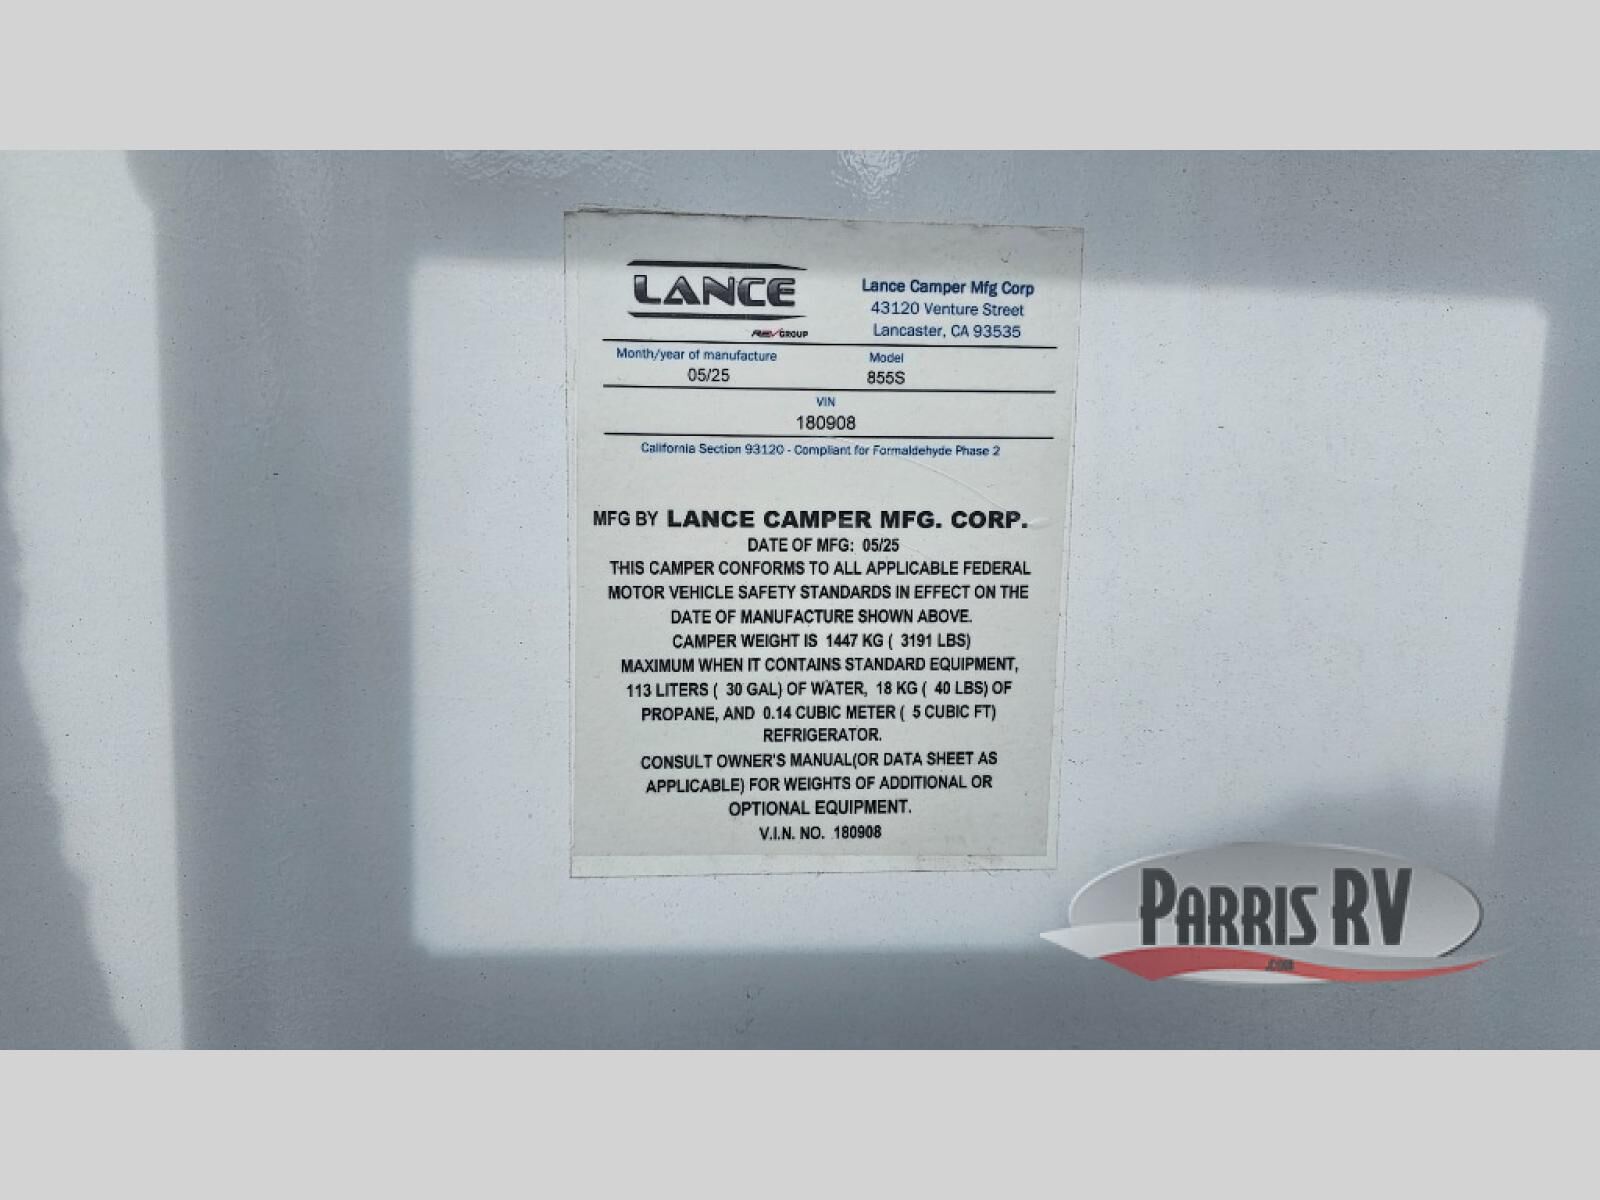 LANCE
REV GROUP
Lance Camper Mfg Corp
43120 Venture Street
Lancaster, CA 93535
Month/year of manufacture
05/25
Model
855S
VIN
180908
California Section 93120 - Compliant for Formaldehyde Phase 2
MFG BY LANCE CAMPER MFG. CORP.
DATE OF MFG: 05/25
THIS CAMPER CONFORMS TO ALL APPLICABLE FEDERAL
MOTOR VEHICLE SAFETY STANDARDS IN EFFECT ON THE
DATE OF MANUFACTURE SHOWN ABOVE.
CAMPER WEIGHT IS 1447 KG ( 3191 LBS)
MAXIMUM WHEN IT CONTAINS STANDARD EQUIPMENT,
113 LITERS ( 30 GAL) OF WATER, 18 KG ( 40 LBS) OF
PROPANE, AND 0.14 CUBIC METER ( 5 CUBIC FT)
REFRIGERATOR.
CONSULT OWNER'S MANUAL(OR DATA SHEET AS
APPLICABLE) FOR WEIGHTS OF ADDITIONAL OR
OPTIONAL EQUIPMENT.
V.I.N. NO. 180908
PARRIS RV
.com